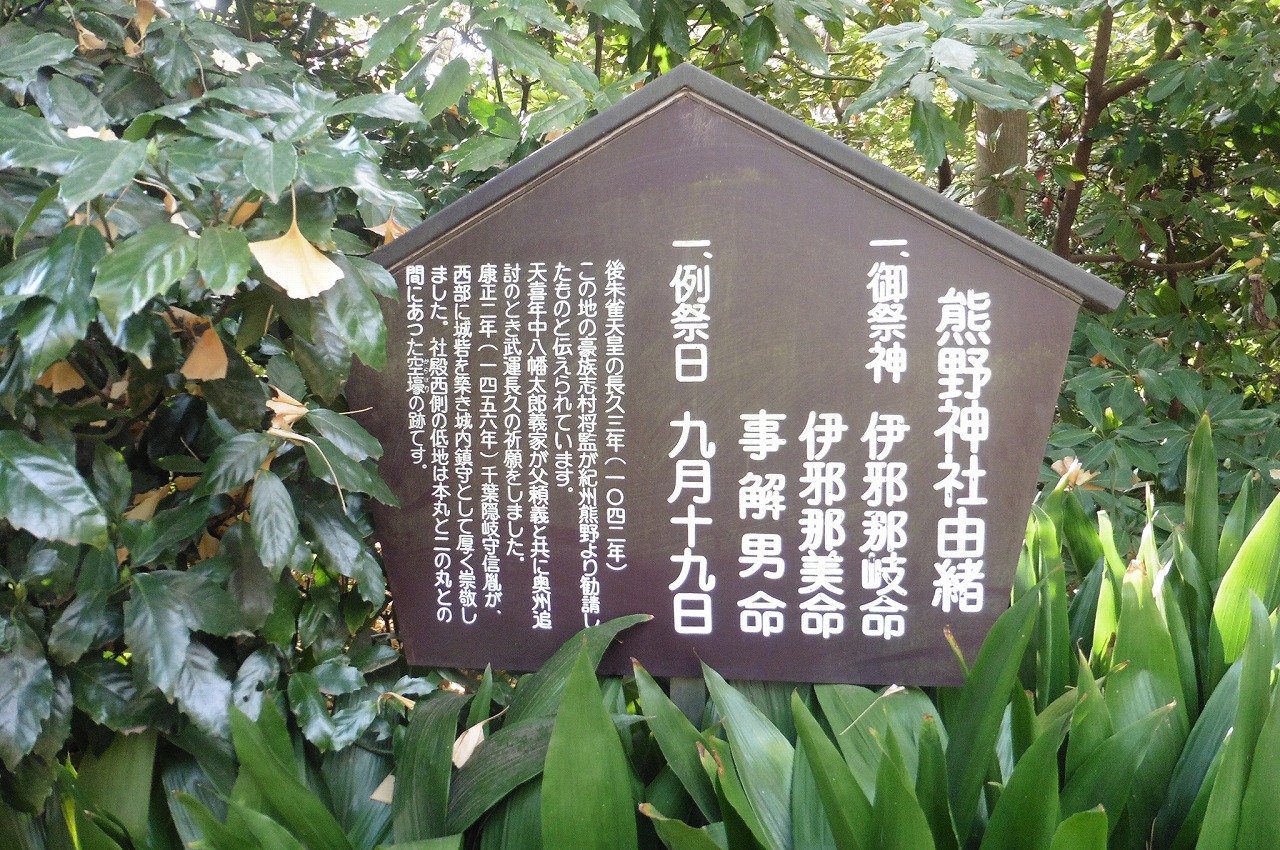 熊野神社由緒
一、御祭神　伊邪那岐命
伊邪那美命
事解男命
一、例祭日　九月十九日
後朱雀天皇の長久三年（一〇四二年）
この地の豪族志村将監が紀州熊野より勧請し
たものと伝えられています。
天喜年中八幡太郎義家が父頼義と共に奥州追
討のとき武運長久の祈願をしました。
康正二年（一四五六年）千葉隠岐守信胤が、
西部に城砦を築き城内鎮守として厚く崇敬し
ました。社殿西側の低地は本丸と二の丸との
間にあった空壕の跡です。